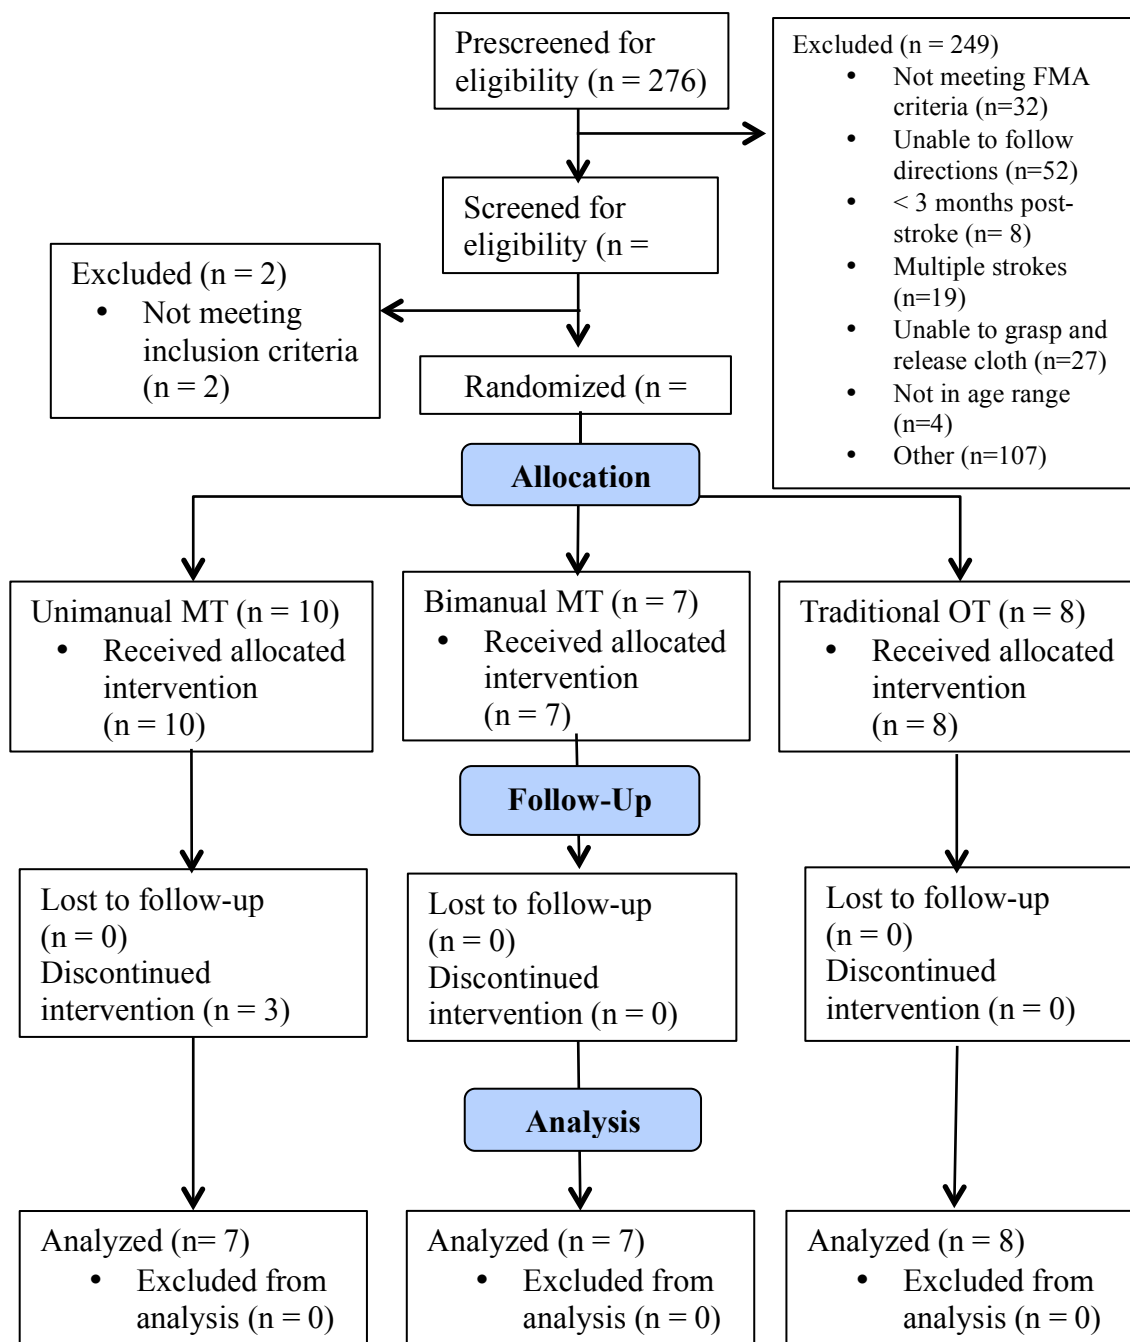 Prescreened for
eligibility (n = 276)
Excluded (n = 249)
• Not meeting FMA
criteria (n=32)
• Unable to follow
directions (n=52)
• < 3 months post-
stroke (n= 8)
• Multiple strokes
(n=19)
• Unable to grasp and
release cloth (n=27)
• Not in age range
(n=4)
• Other (n=107)
Screened for
eligibility (n =
Excluded (n = 2)
• Not meeting
inclusion criteria
(n = 2)
Randomized (n =
Allocation
Unimanual MT (n = 10)
• Received allocated
intervention
(n = 10)
Bimanual MT (n = 7)
• Received allocated
intervention
(n = 7)
Traditional OT (n = 8)
• Received allocated
intervention
(n = 8)
Follow-Up
Lost to follow-up
(n = 0)
Discontinued
intervention (n = 3)
Lost to follow-up
(n = 0)
Discontinued
intervention (n = 0)
Lost to follow-up
(n = 0)
Discontinued
intervention (n = 0)
Analysis
Analyzed (n= 7)
• Excluded from
analysis (n = 0)
Analyzed (n = 7)
• Excluded from
analysis (n = 0)
Analyzed (n = 8)
• Excluded from
analysis (n = 0)